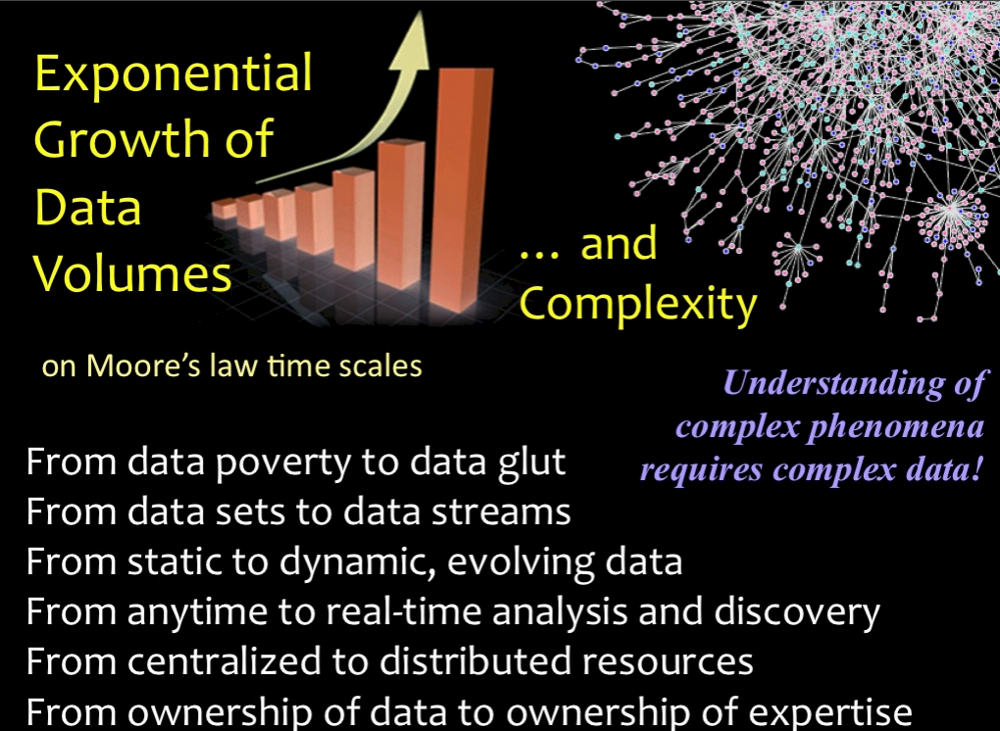 Exponential
Growth of
Data
Volumes
… and
Complexity
on Moore’s law time scales
Understanding of
complex phenomena
requires complex data!
From data poverty to data glut
From data sets to data streams
From static to dynamic, evolving data
From anytime to real-time analysis and discovery
From centralized to distributed resources
From ownership of data to ownership of expertise